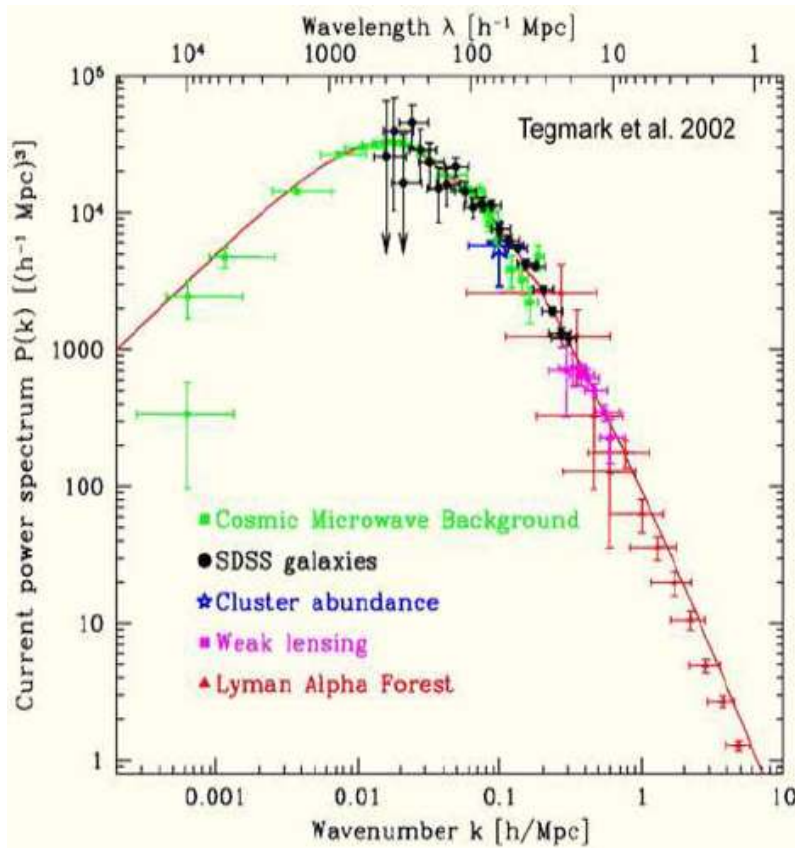 Wavelength λ [h⁻¹ Mpc]
10⁴ 1000 100 10 1
10⁵
Tegmark et al. 2002
10⁴
1000
100
10
1
Current power spectrum P(k) [(h⁻¹ Mpc)³]
Cosmic Microwave Background
SDSS galaxies
Cluster abundance
Weak lensing
Lyman Alpha Forest
0.001 0.01 0.1 1 10
Wavenumber k [h/Mpc]